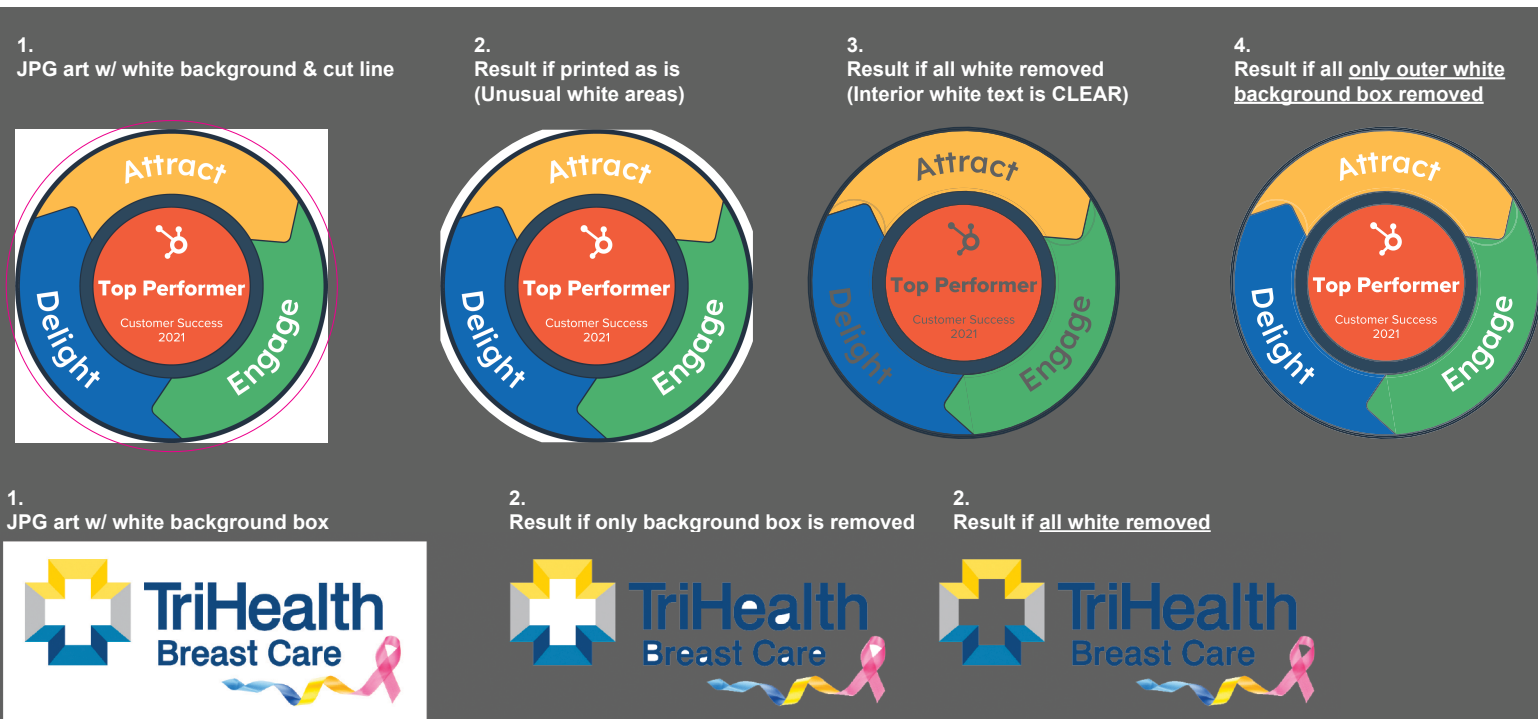 1.
JPG art w/ white background & cut line
2.
Result if printed as is
(Unusual white areas)
3.
Result if all white removed
(Interior white text is CLEAR)
4.
Result if all only outer white
background box removed
Attract
Top Performer
Customer Success
2021
Delight
Engage
Attract
Top Performer
Customer Success
2021
Delight
Engage
Attract
Top Performer
Customer Success
2021
Delight
Engage
Attract
Top Performer
Customer Success
2021
Delight
Engage
1.
JPG art w/ white background box
2.
Result if only background box is removed
2.
Result if all white removed
TriHealth
Breast Care
TriHealth
Breast Care
TriHealth
Breast Care